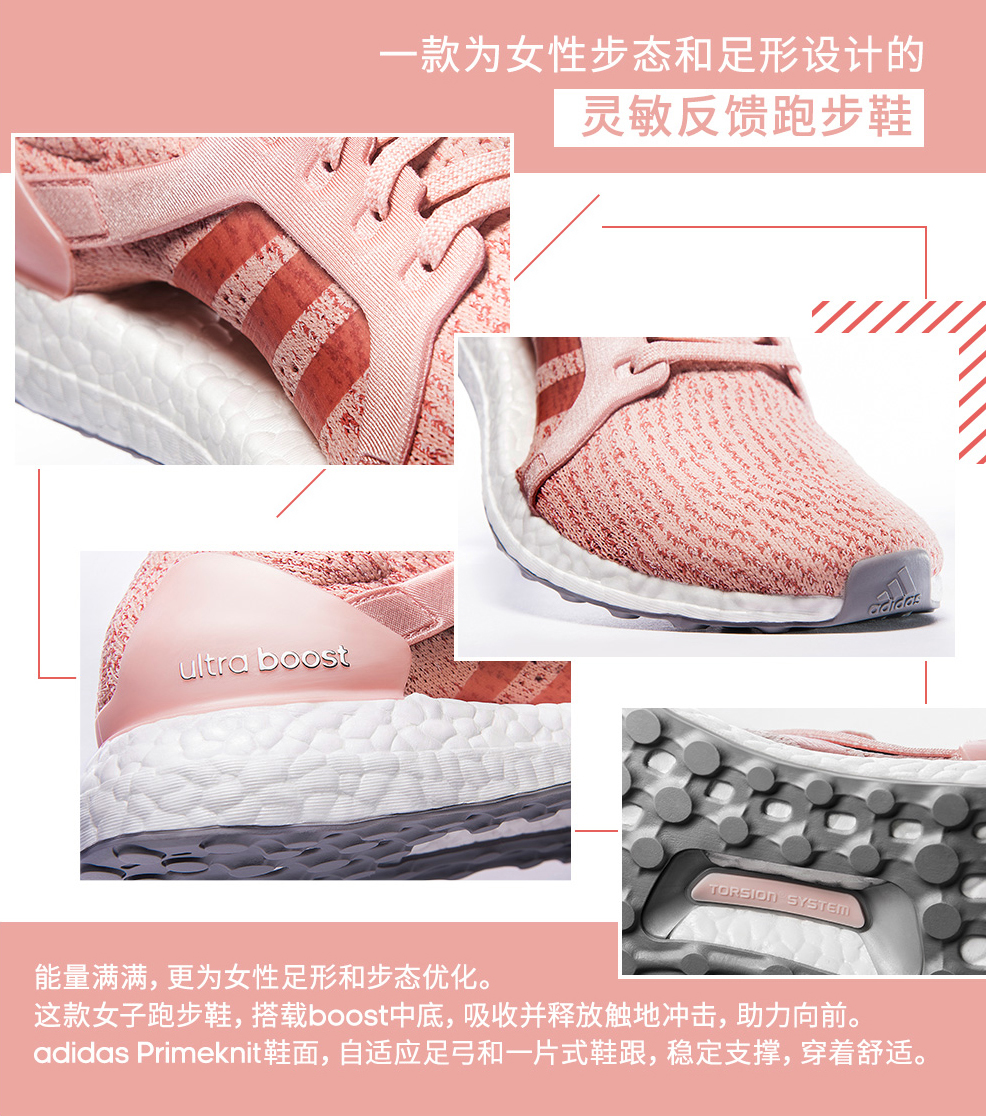 一款为女性步态和足形设计的
灵敏反馈跑步鞋
adidas
ultra boost
TORSION SYSTEM
能量满满，更为女性足形和步态优化。
这款女子跑步鞋，搭载boost中底，吸收并释放触地冲击，助力向前。
adidas Primeknit鞋面，自适应足弓和一片式鞋跟，稳定支撑，穿着舒适。